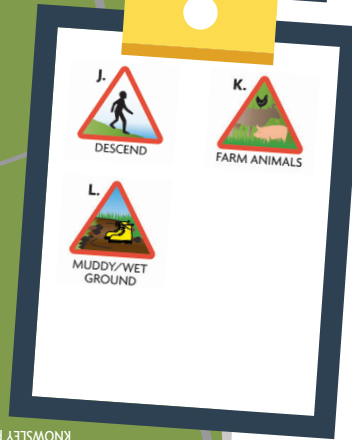 J.
DESCEND
K.
FARM ANIMALS
L.
MUDDY/WET
GROUND
KNOWSLEY